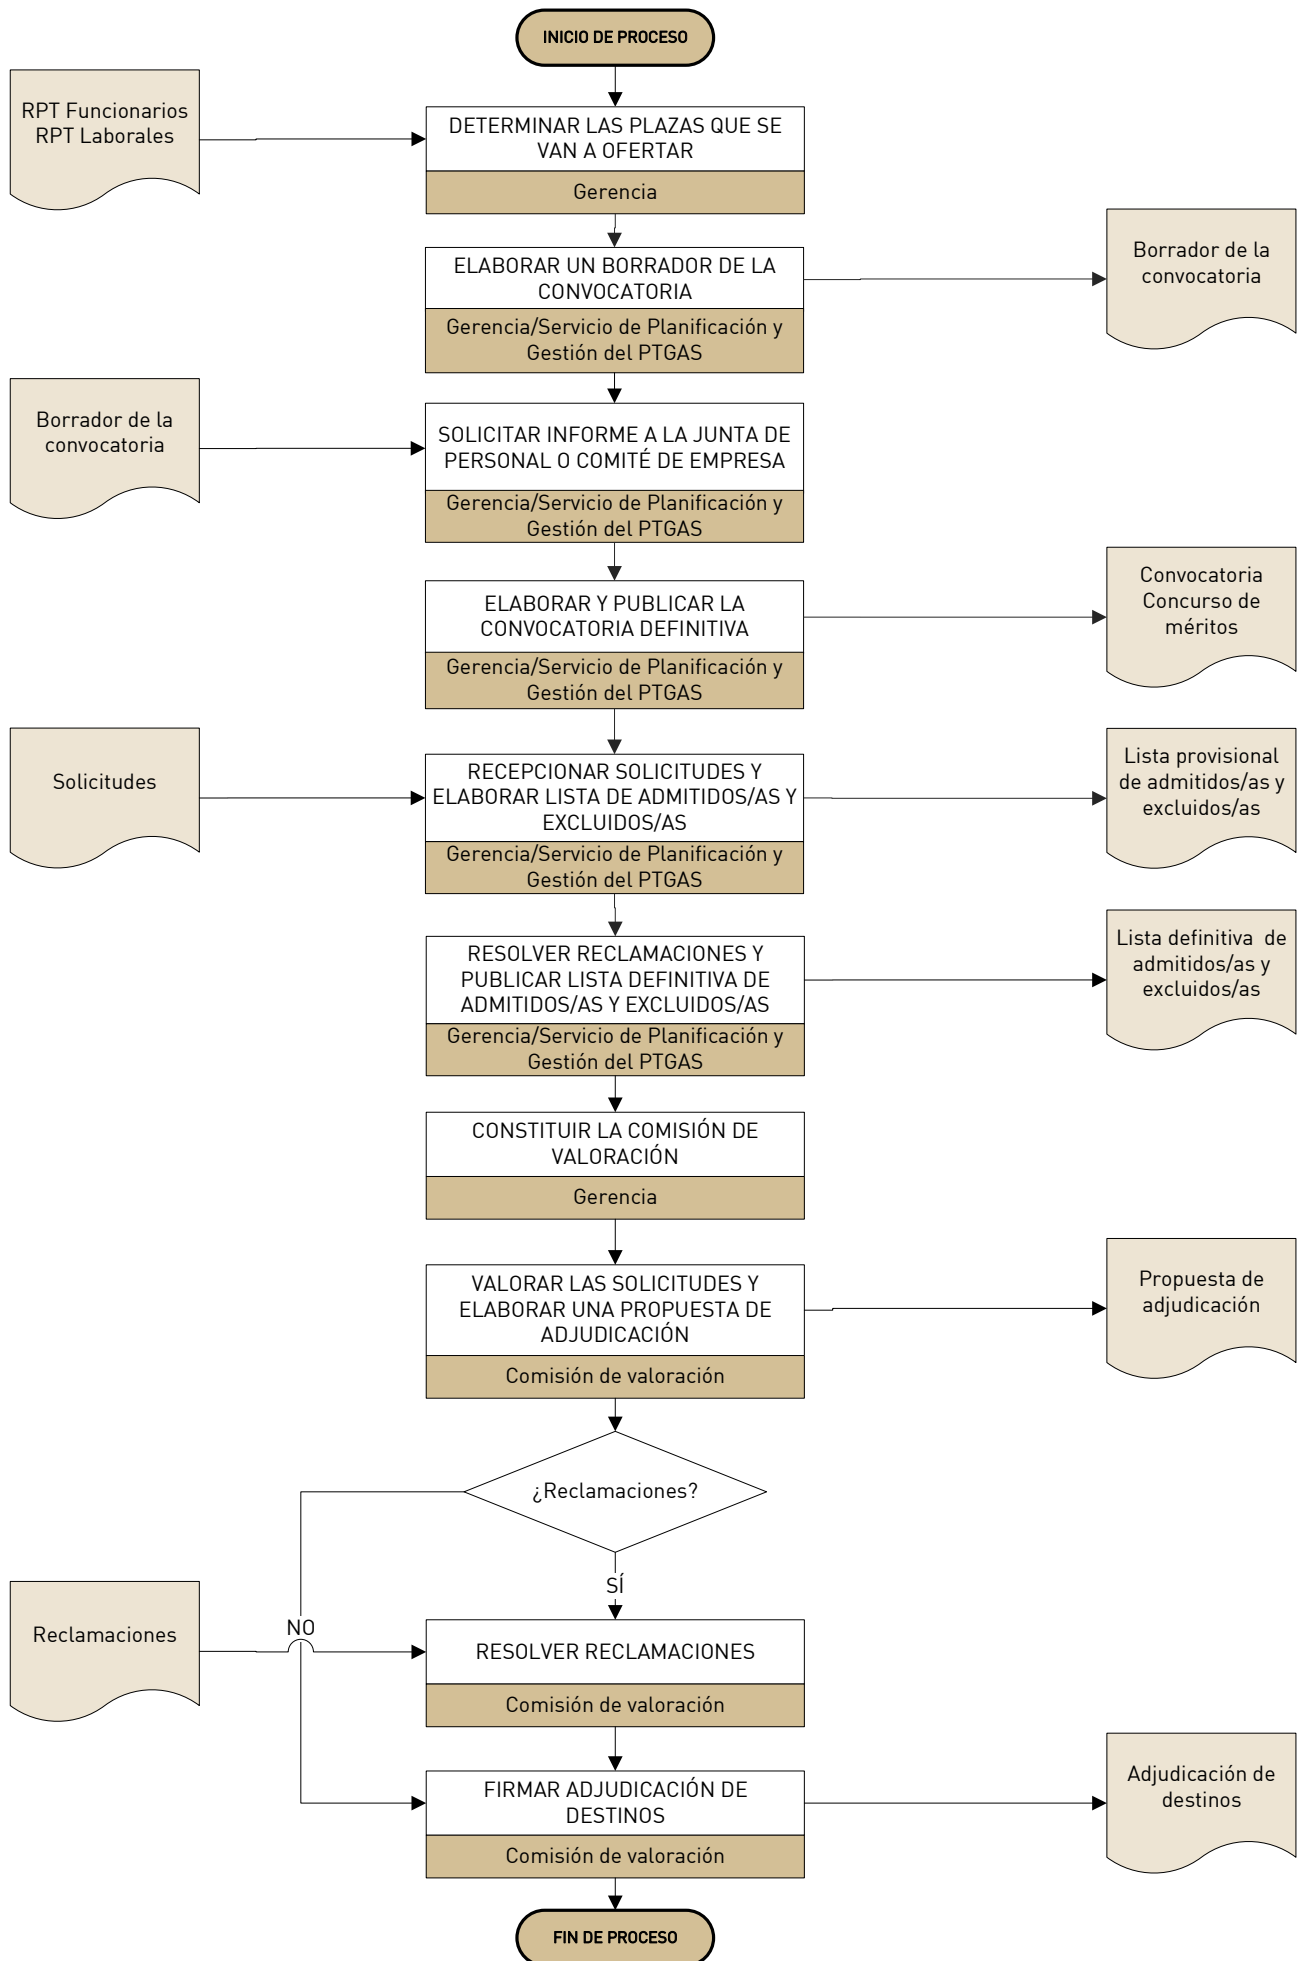 INICIO DE PROCESO
RPT Funcionarios
RPT Laborales
DETERMINAR LAS PLAZAS QUE SE
VAN A OFERTAR
Gerencia
ELABORAR UN BORRADOR DE LA
CONVOCATORIA
Gerencia/Servicio de Planificación y
Gestión del PTGAS
Borrador de la
convocatoria
Borrador de la
convocatoria
SOLICITAR INFORME A LA JUNTA DE
PERSONAL O COMITÉ DE EMPRESA
Gerencia/Servicio de Planificación y
Gestión del PTGAS
ELABORAR Y PUBLICAR LA
CONVOCATORIA DEFINITIVA
Gerencia/Servicio de Planificación y
Gestión del PTGAS
Convocatoria
Concurso de
méritos
Solicitudes
RECEPCIONAR SOLICITUDES Y
ELABORAR LISTA DE ADMITIDOS/AS Y
EXCLUIDOS/AS
Gerencia/Servicio de Planificación y
Gestión del PTGAS
Lista provisional
de admitidos/as y
excluidos/as
RESOLVER RECLAMACIONES Y
PUBLICAR LISTA DEFINITIVA DE
ADMITIDOS/AS Y EXCLUIDOS/AS
Gerencia/Servicio de Planificación y
Gestión del PTGAS
Lista definitiva de
admitidos/as y
excluidos/as
CONSTITUIR LA COMISIÓN DE
VALORACIÓN
Gerencia
VALORAR LAS SOLICITUDES Y
ELABORAR UNA PROPUESTA DE
ADJUDICACIÓN
Comisión de valoración
Propuesta de
adjudicación
¿Reclamaciones?
SÍ
NO
Reclamaciones
RESOLVER RECLAMACIONES
Comisión de valoración
FIRMAR ADJUDICACIÓN DE
DESTINOS
Comisión de valoración
Adjudicación de
destinos
FIN DE PROCESO